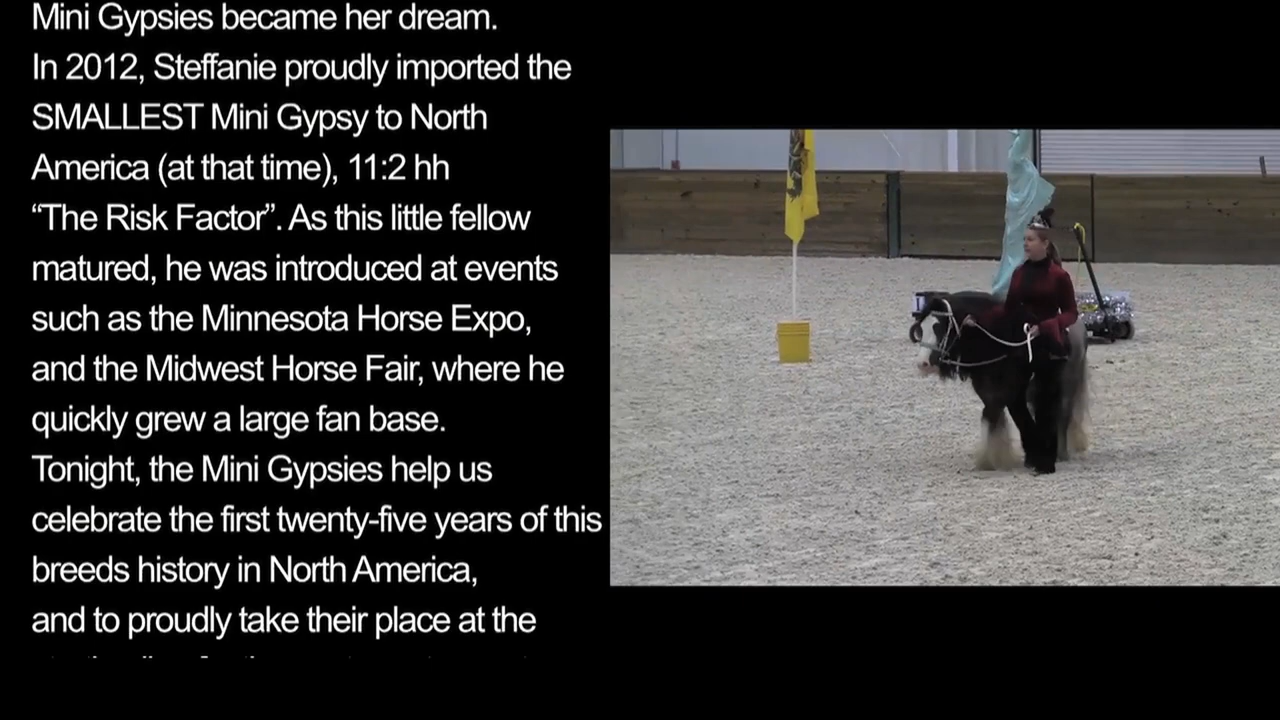 Mini Gypsies became her dream.
In 2012, Steffanie proudly imported the
SMALLEST Mini Gypsy to North
America (at that time), 11:2 hh
“The Risk Factor”. As this little fellow
matured, he was introduced at events
such as the Minnesota Horse Expo,
and the Midwest Horse Fair, where he
quickly grew a large fan base.
Tonight, the Mini Gypsies help us
celebrate the first twenty-five years of this
breeds history in North America,
and to proudly take their place at the